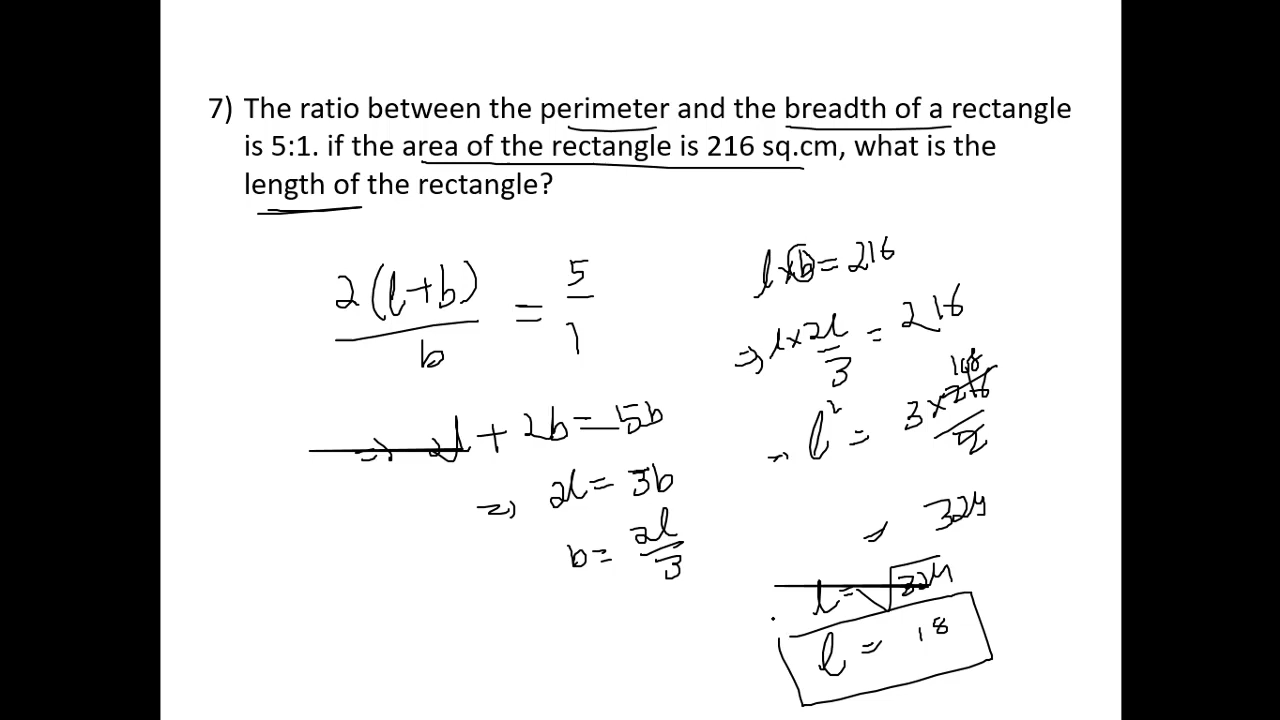 7) The ratio between the perimeter and the breadth of a rectangle
is 5:1. if the area of the rectangle is 216 sq.cm, what is the
length of the rectangle?
2(l+b)/b = 5/1
⇒ 2l + 2b = 5b
⇒ 2l = 3b
b = 2l/3
l×b = 216
⇒ l×2l/3 = 216
⇒ l² = 3×216/2
108
= 324
l = √324
l = 18